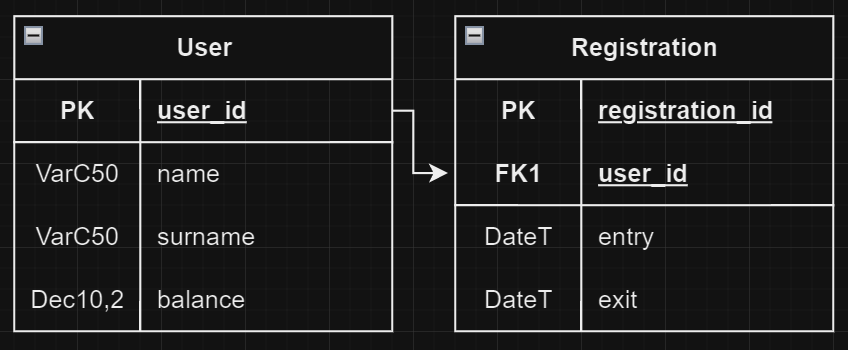 User
PK user_id
VarC50 name
VarC50 surname
Dec10,2 balance
Registration
PK registration_id
FK1 user_id
DateT entry
DateT exit